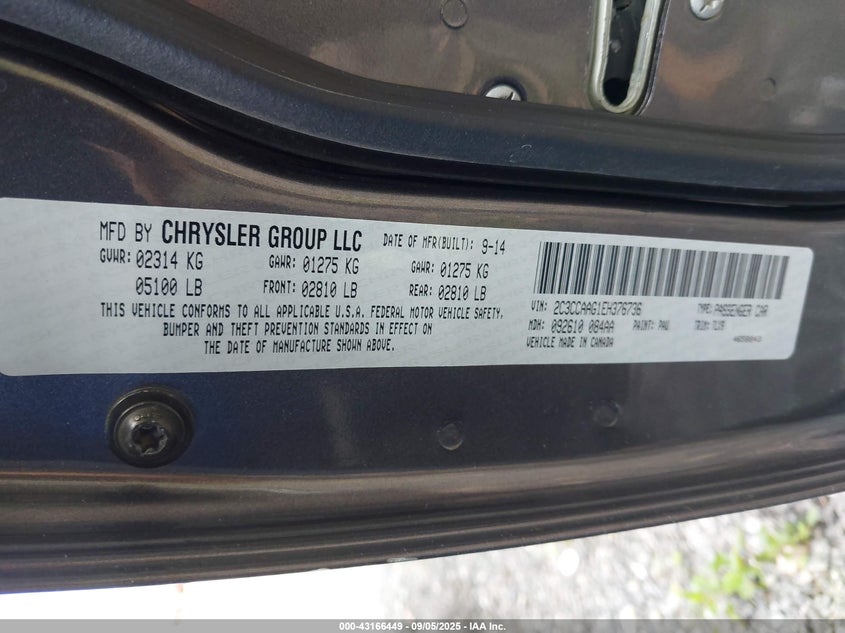 MFD BY CHRYSLER GROUP LLC DATE OF MFR(BUILT): 9-14
GVWR: 02314 KG GAWR: 01275 KG GAWR: 01275 KG
05100 LB FRONT: 02810 LB REAR: 02810 LB
THIS VEHICLE CONFORMS TO ALL APPLICABLE U.S.A. FEDERAL MOTOR VEHICLE SAFETY,
BUMPER AND THEFT PREVENTION STANDARDS IN EFFECT ON
THE DATE OF MANUFACTURE SHOWN ABOVE.
VIN: 2C3CCAAG1EH376736 TYPE: PASSENGER CAR
MDH: 092610 084AA PAINT: PAU TRIM:
VEHICLE MADE IN CANADA
000-43166449 - 09/05/2025 - IAA Inc.